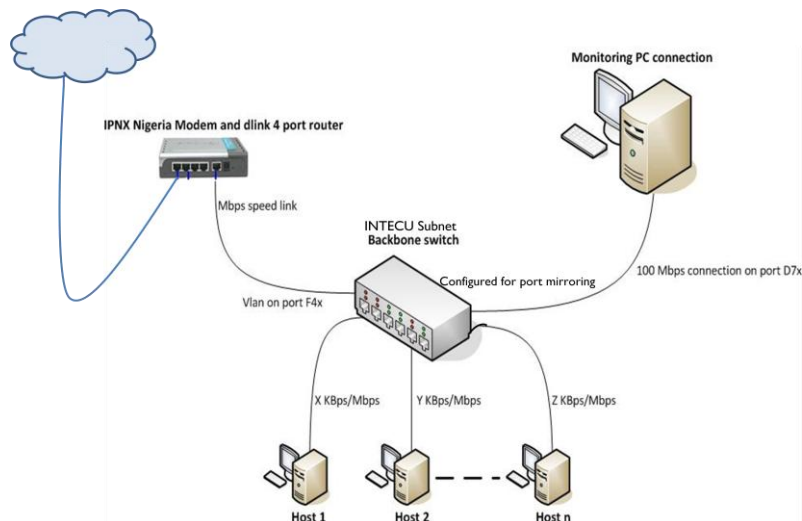 Monitoring PC connection
IPNX Nigeria Modem and dlink 4 port router
Mbps speed link
INTECU Subnet
Backbone switch
Configured for port mirroring
100 Mbps connection on port D7x
Vlan on port F4x
X KBps/Mbps
Y KBps/Mbps
Z KBps/Mbps
Host 1
Host 2
Host n